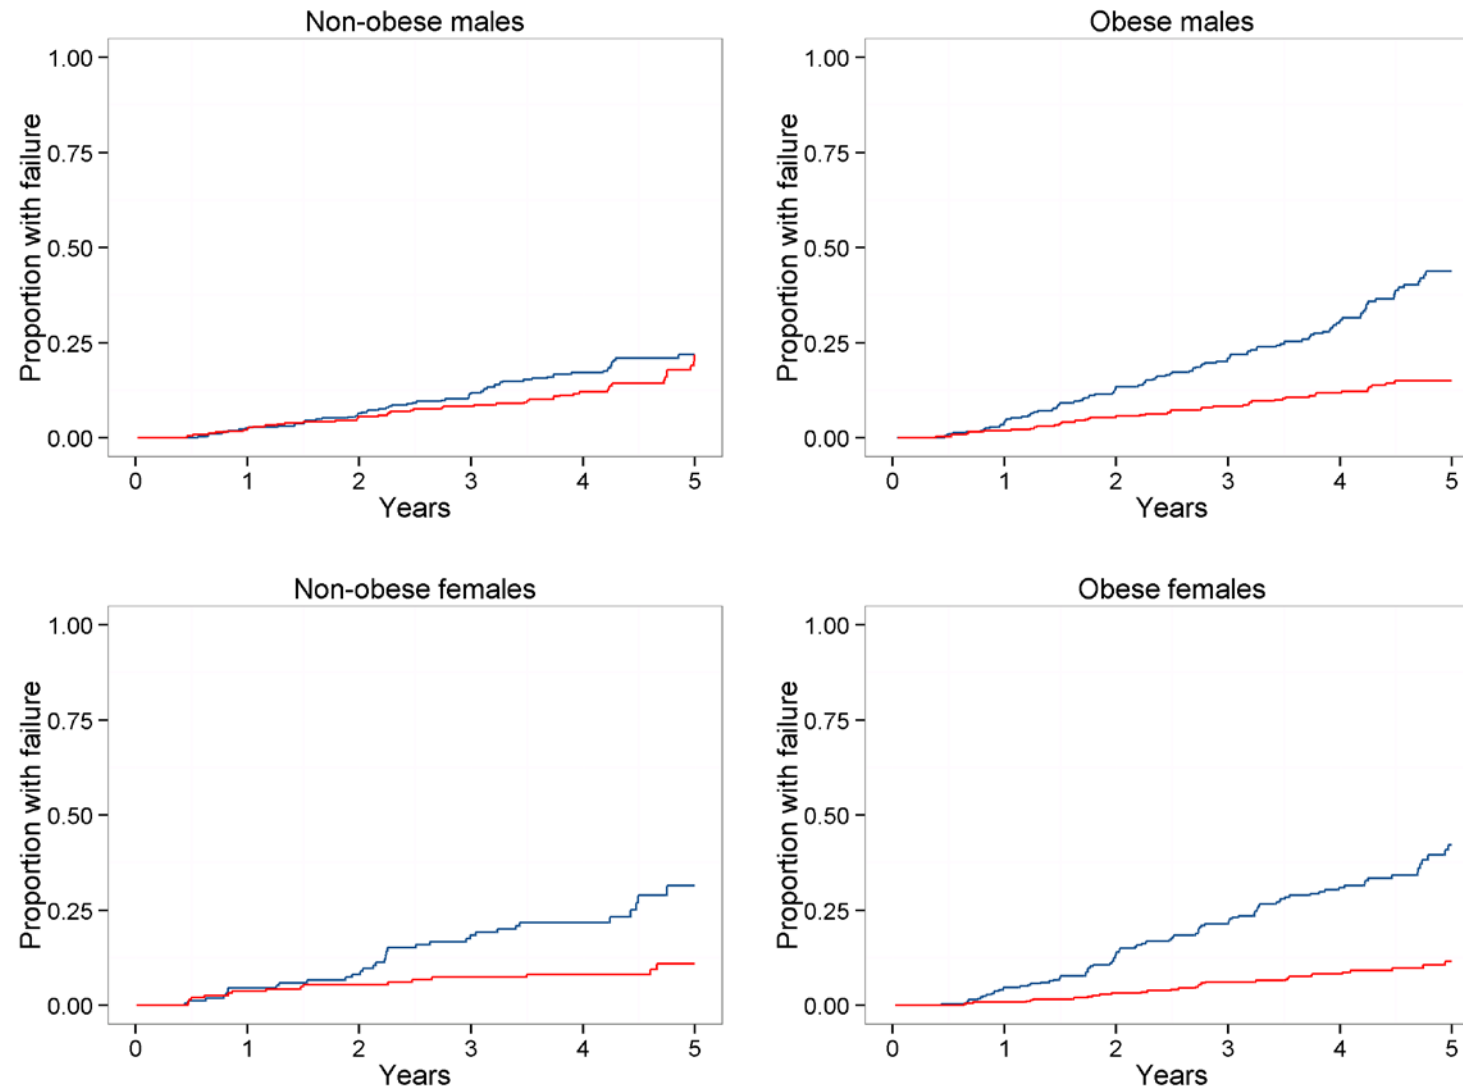 Non-obese males
Obese males
Proportion with failure
1.00
0.75
0.50
0.25
0.00
0 1 2 3 4 5
Years
Proportion with failure
1.00
0.75
0.50
0.25
0.00
0 1 2 3 4 5
Years
Non-obese females
Obese females
Proportion with failure
1.00
0.75
0.50
0.25
0.00
0 1 2 3 4 5
Years
Proportion with failure
1.00
0.75
0.50
0.25
0.00
0 1 2 3 4 5
Years